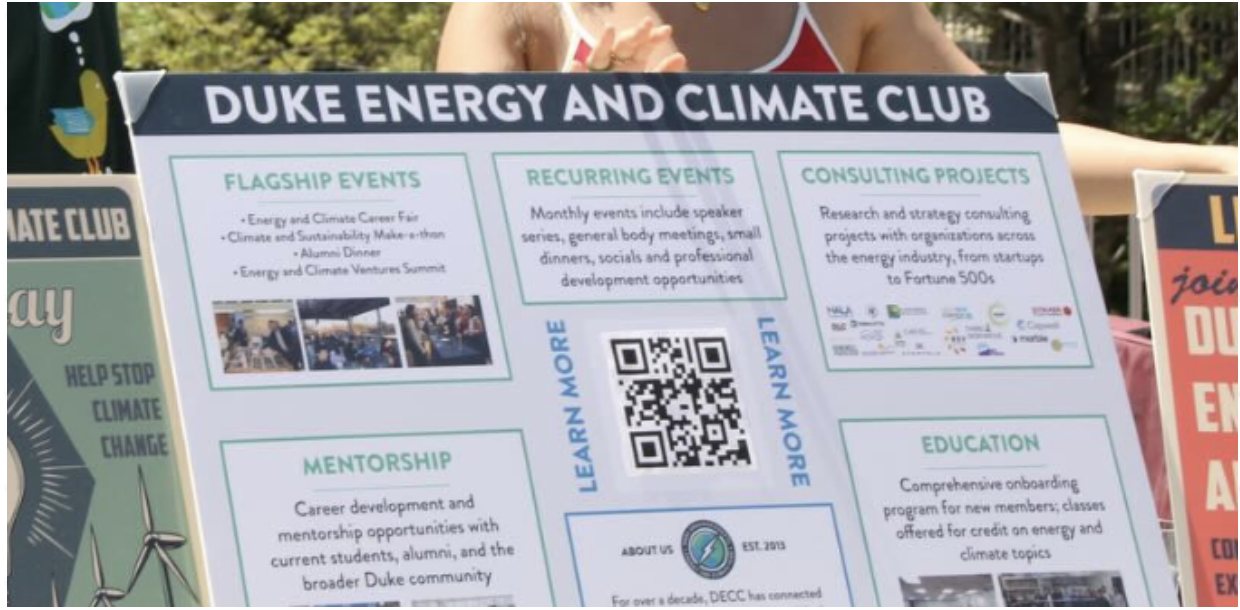 DUKE ENERGY AND CLIMATE CLUB
FLAGSHIP EVENTS
• Energy and Climate Career Fair
• Climate and Sustainability Make-a-thon
• Alumni Dinner
• Energy and Climate Ventures Summit
RECURRING EVENTS
Monthly events include speaker
series, general body meetings, small
dinners, socials and professional
development opportunities
CONSULTING PROJECTS
Research and strategy consulting
projects with organizations across
the energy industry, from startups
to Fortune 500s
LEARN MORE
LEARN MORE
MENTORSHIP
Career development and
mentorship opportunities with
current students, alumni, and the
broader Duke community
ABOUT US
EST. 2013
For over a decade, DECC has connected
EDUCATION
Comprehensive onboarding
program for new members; classes
offered for credit on energy and
climate topics
MATE CLUB
ay
HELP STOP
CLIMATE
CHANGE
L
join
DU
EN
A
CO
EX